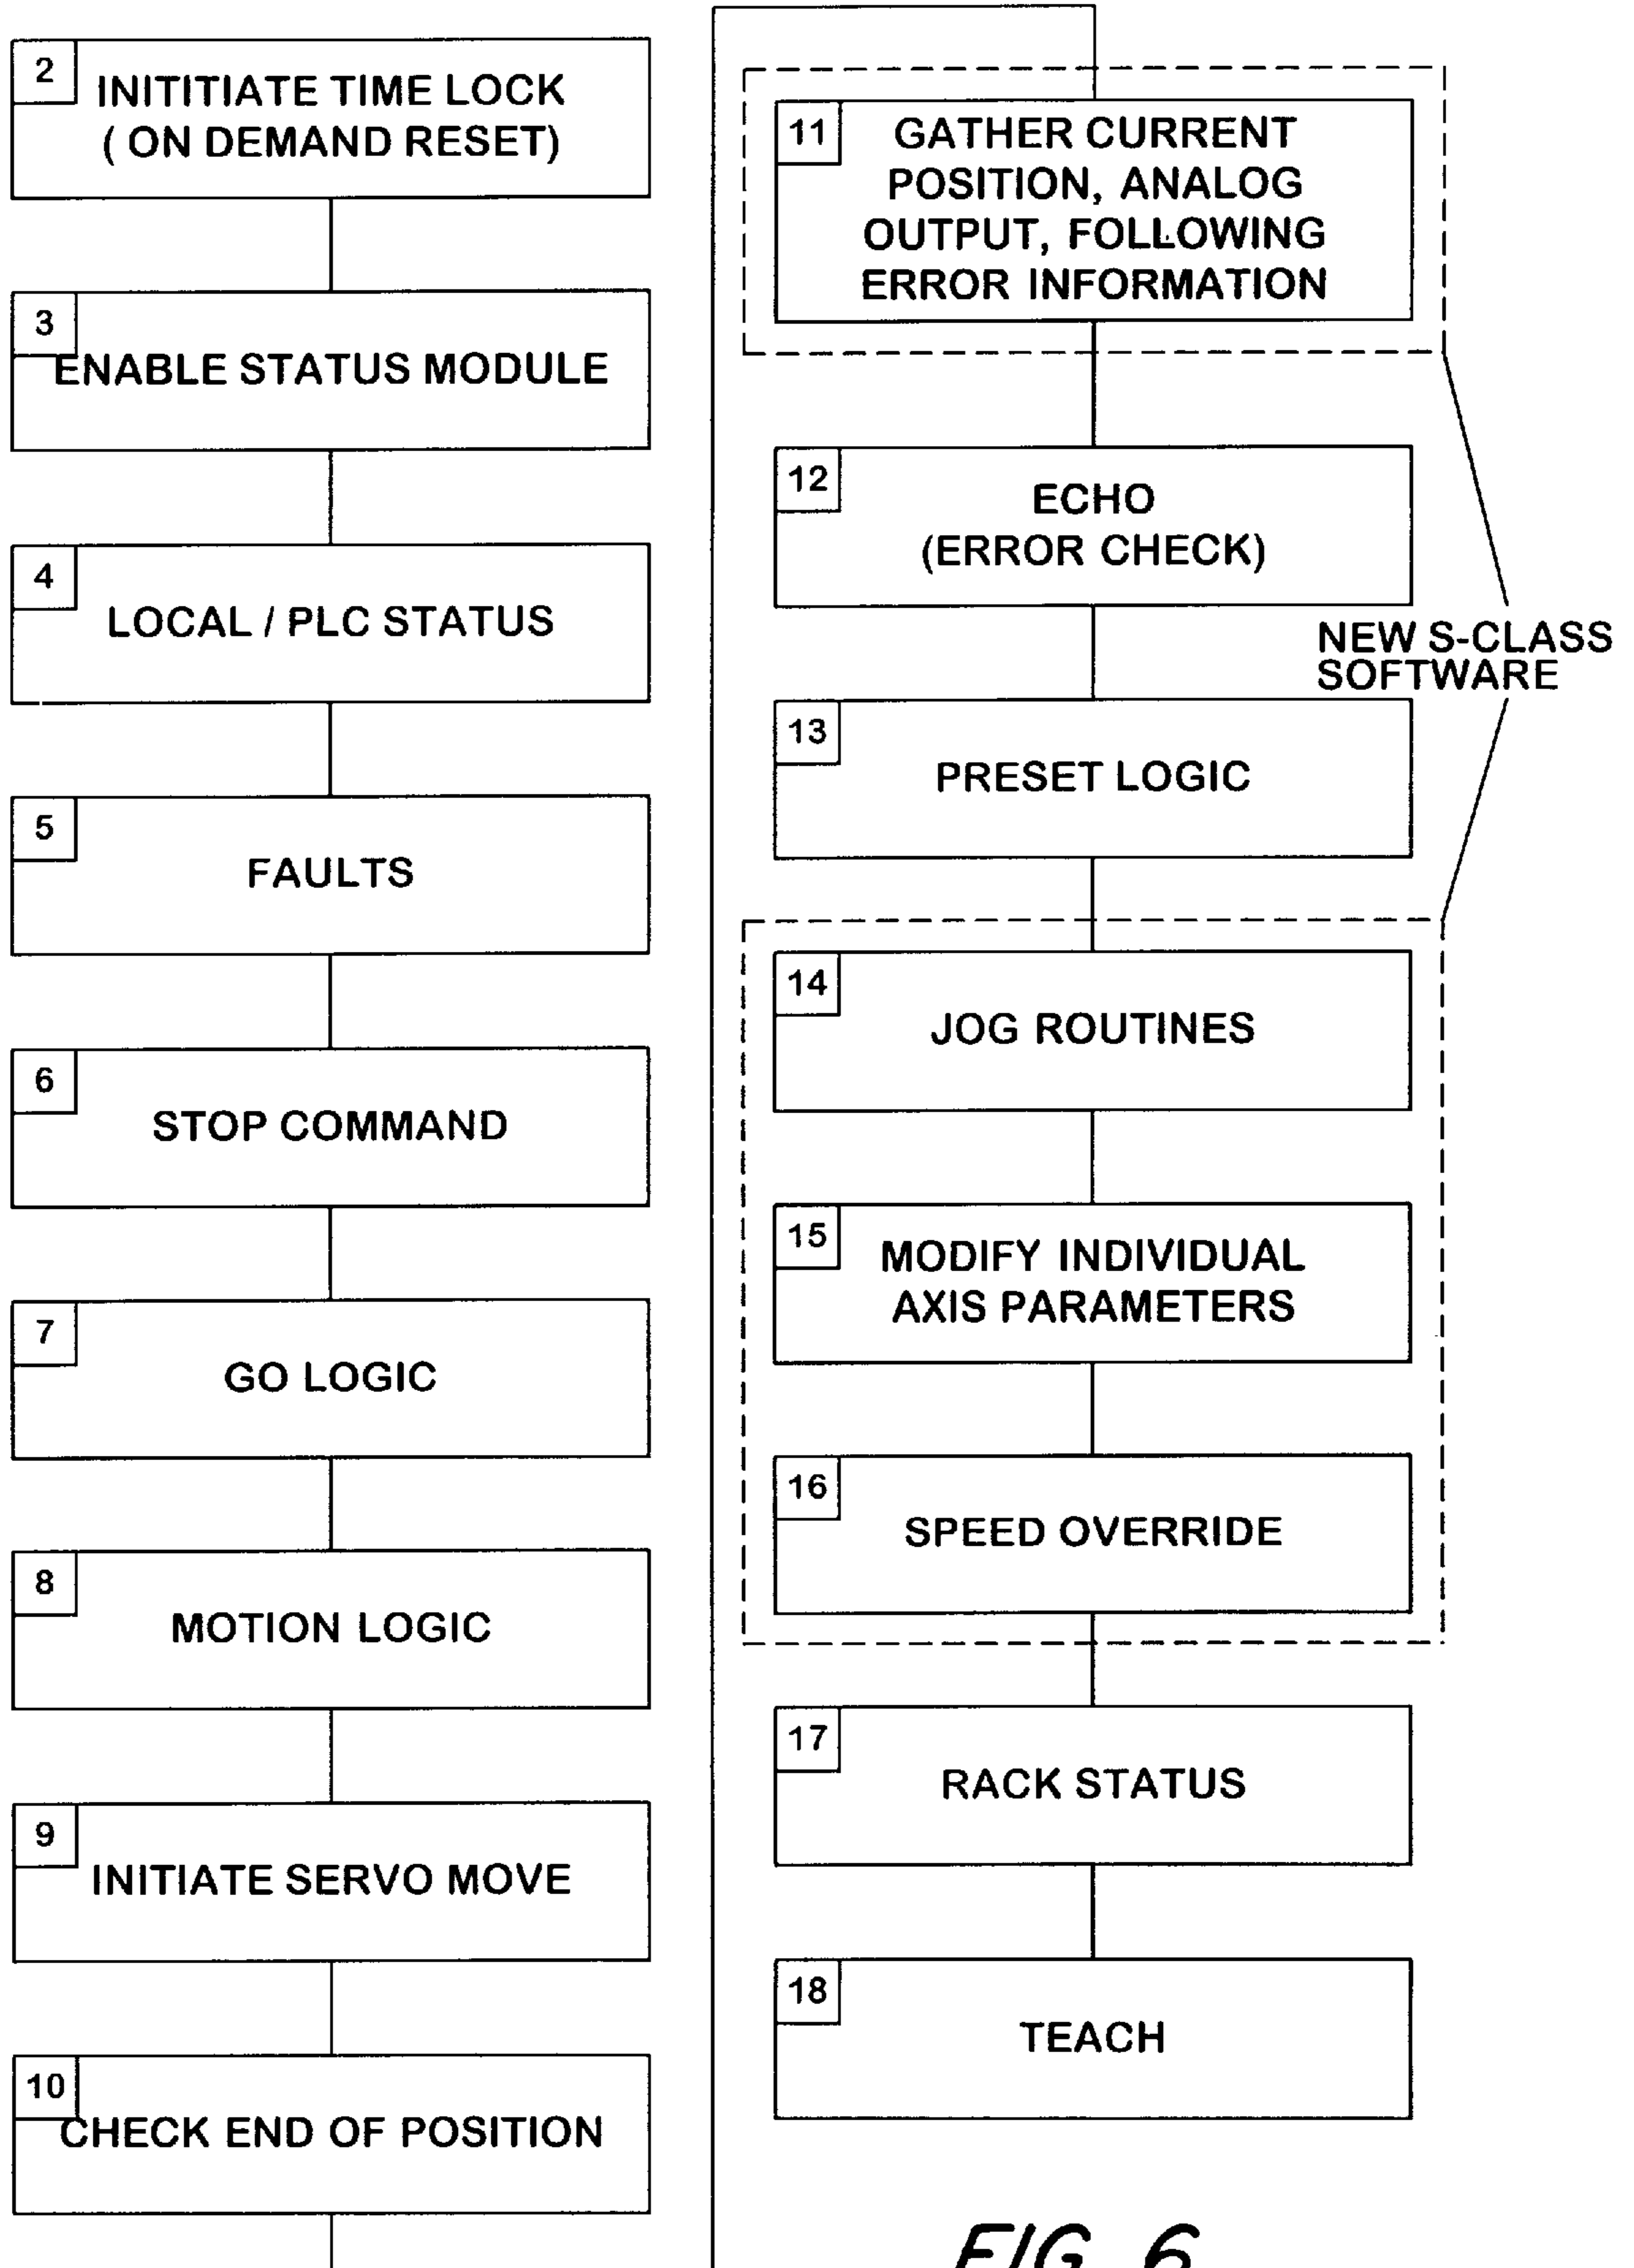 2
INITITIATE TIME LOCK
( ON DEMAND RESET)
3
ENABLE STATUS MODULE
4
LOCAL / PLC STATUS
5
FAULTS
6
STOP COMMAND
7
GO LOGIC
8
MOTION LOGIC
9
INITIATE SERVO MOVE
10
CHECK END OF POSITION
11
GATHER CURRENT
POSITION, ANALOG
OUTPUT, FOLLOWING
ERROR INFORMATION
12
ECHO
(ERROR CHECK)
NEW S-CLASS
SOFTWARE
13
PRESET LOGIC
14
JOG ROUTINES
15
MODIFY INDIVIDUAL
AXIS PARAMETERS
16
SPEED OVERRIDE
17
RACK STATUS
18
TEACH
FIG. 6